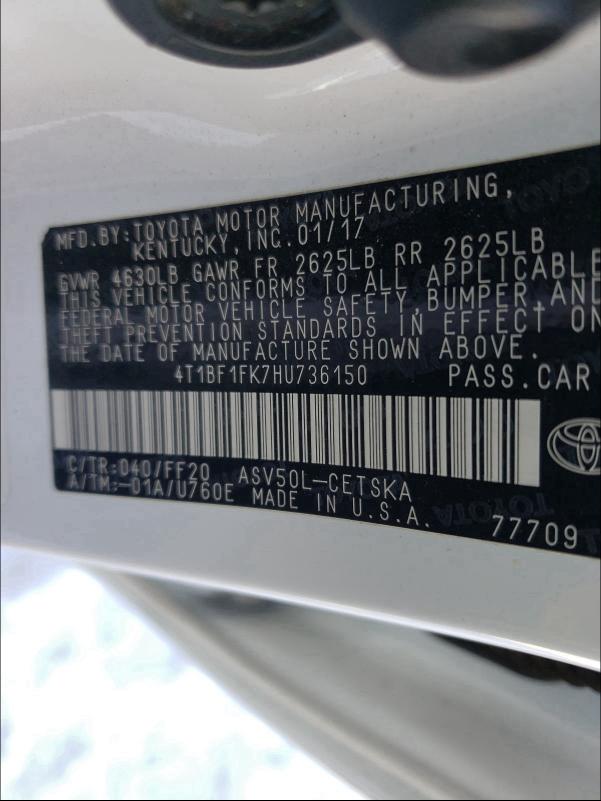 MFD.BY:TOYOTA MOTOR MANUFACTURING,
KENTUCKY, INC. 01/17
GVWR 4630LB GAWR FR 2625LB RR 2625LB
THIS VEHICLE CONFORMS TO ALL APPLICABLE
FEDERAL MOTOR VEHICLE SAFETY,BUMPER,AND
THEFT PREVENTION STANDARDS IN EFFECT ON
THE DATE OF MANUFACTURE SHOWN ABOVE.
4T1BF1FK7HU736150 PASS.CAR
C/TR:040/FF20 ASV50L-CETSKA
A/TM:-01A/U760E MADE IN U.S.A. 77709